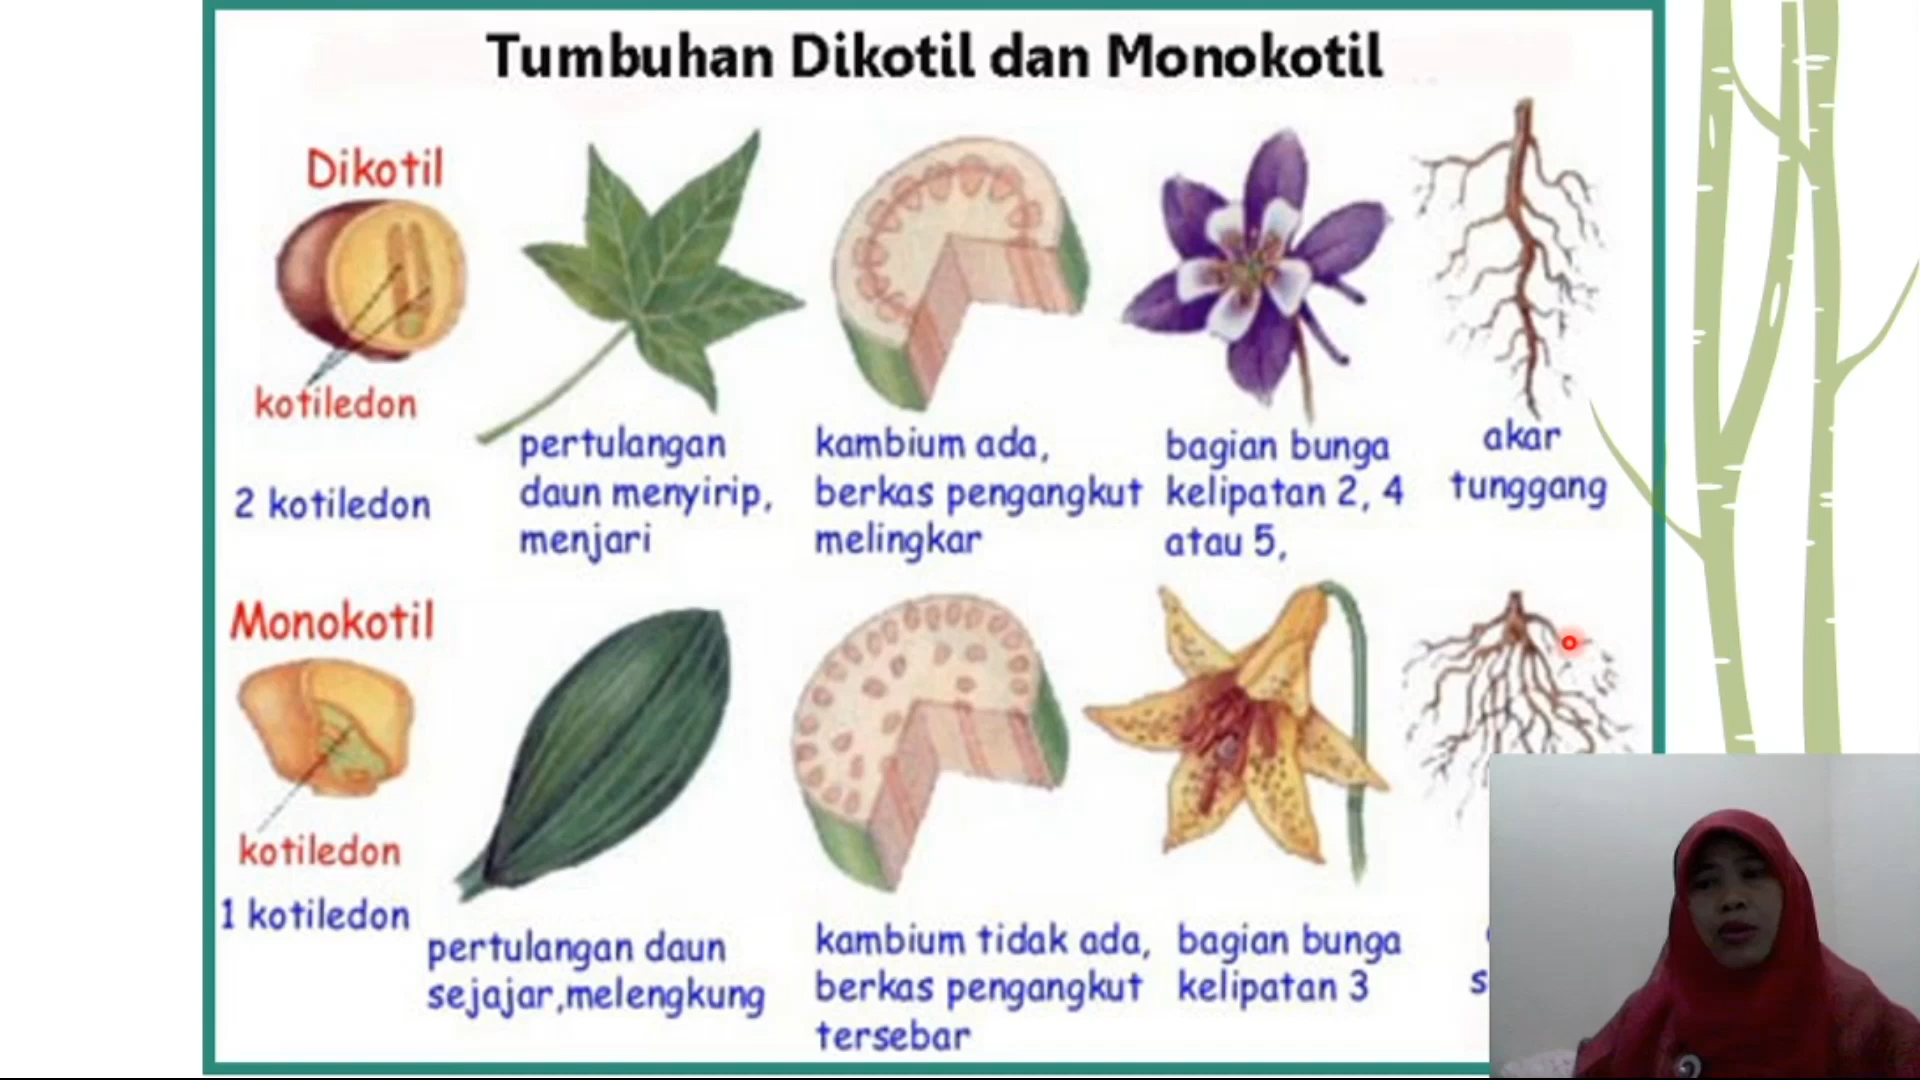 Tumbuhan Dikotil dan Monokotil
Dikotil
kotiledon
2 kotiledon
pertulangan
daun menyirip,
menjari
kambium ada,
berkas pengangkut
melingkar
bagian bunga
kelipatan 2, 4
atau 5,
akar
tunggang
Monokotil
kotiledon
1 kotiledon
pertulangan daun
sejajar,melengkung
kambium tidak ada,
berkas pengangkut
tersebar
bagian bunga
kelipatan 3